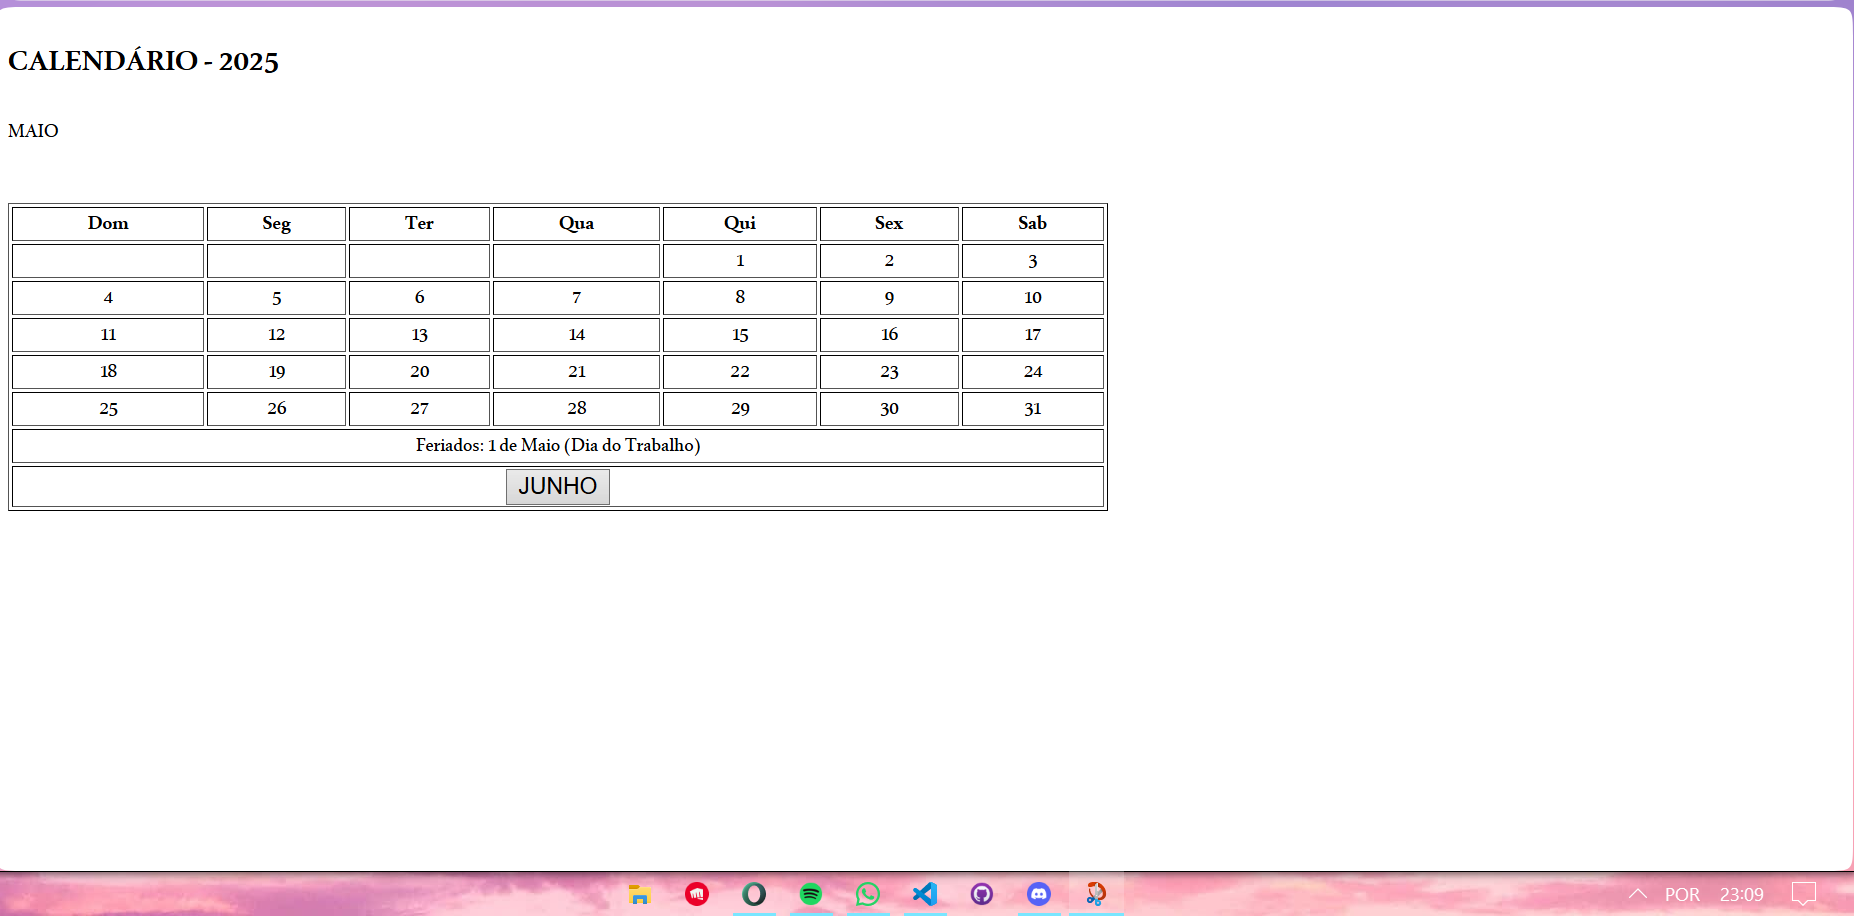 CALENDÁRIO - 2025
MAIO
Dom Seg Ter Qua Qui Sex Sab
1 2 3
4 5 6 7 8 9 10
11 12 13 14 15 16 17
18 19 20 21 22 23 24
25 26 27 28 29 30 31
Feriados: 1 de Maio (Dia do Trabalho)
JUNHO
POR 23:09